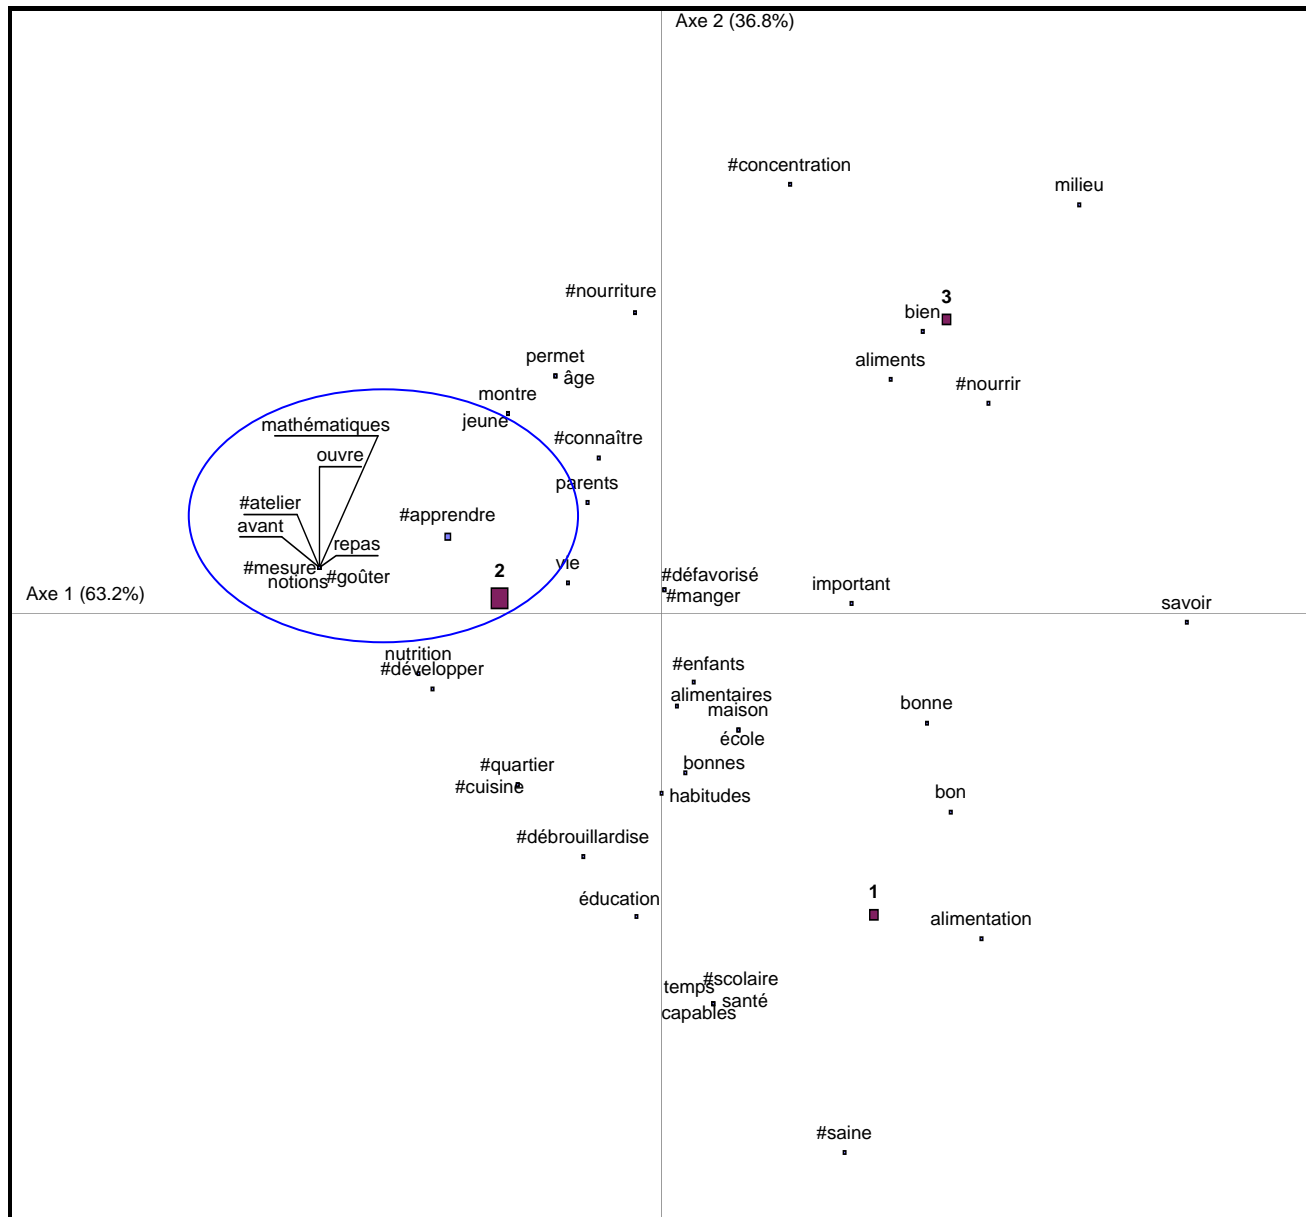 Axe 2 (36.8%)
#concentration
milieu
#nourriture
3
bien
permet
aliments
âge
#nourrir
montre
jeune
mathématiques
#connaître
ouvre
parents
#atelier
#apprendre
avant
repas
vie
#mesure
#goûter
notions
2
#défavorisé
#manger
important
Axe 1 (63.2%)
savoir
nutrition
#développer
#enfants
alimentaires
maison
bonne
école
#quartier
bonnes
#cuisine
habitudes
bon
#débrouillardise
1
éducation
alimentation
#scolaire
temps
santé
capables
#saine